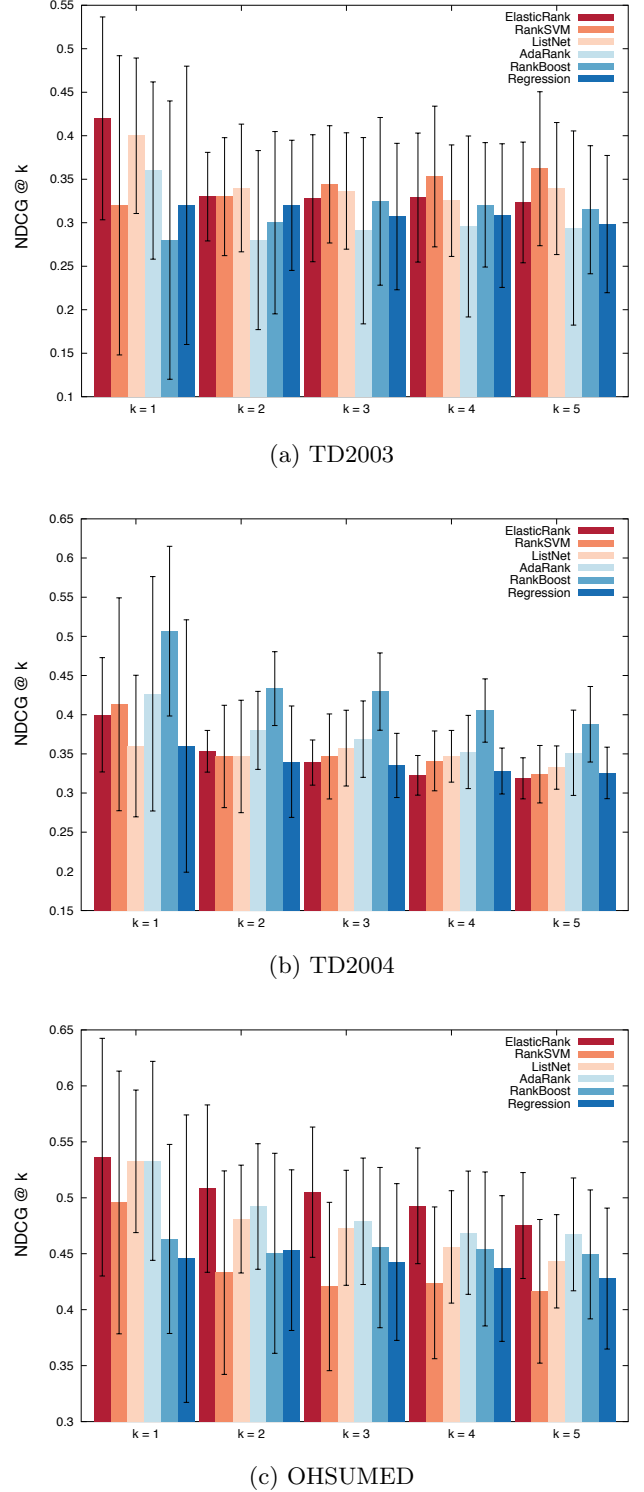 0.55
0.5
0.45
0.4
0.35
0.3
0.25
0.2
0.15
0.1
NDCG @ k
ElasticRank
RankSVM
ListNet
AdaRank
RankBoost
Regression
k = 1
k = 2
k = 3
k = 4
k = 5
(a) TD2003
0.65
0.6
0.55
0.5
0.45
0.4
0.35
0.3
0.25
0.2
0.15
NDCG @ k
ElasticRank
RankSVM
ListNet
AdaRank
RankBoost
Regression
k = 1
k = 2
k = 3
k = 4
k = 5
(b) TD2004
0.65
0.6
0.55
0.5
0.45
0.4
0.35
0.3
NDCG @ k
ElasticRank
RankSVM
ListNet
AdaRank
RankBoost
Regression
k = 1
k = 2
k = 3
k = 4
k = 5
(c) OHSUMED